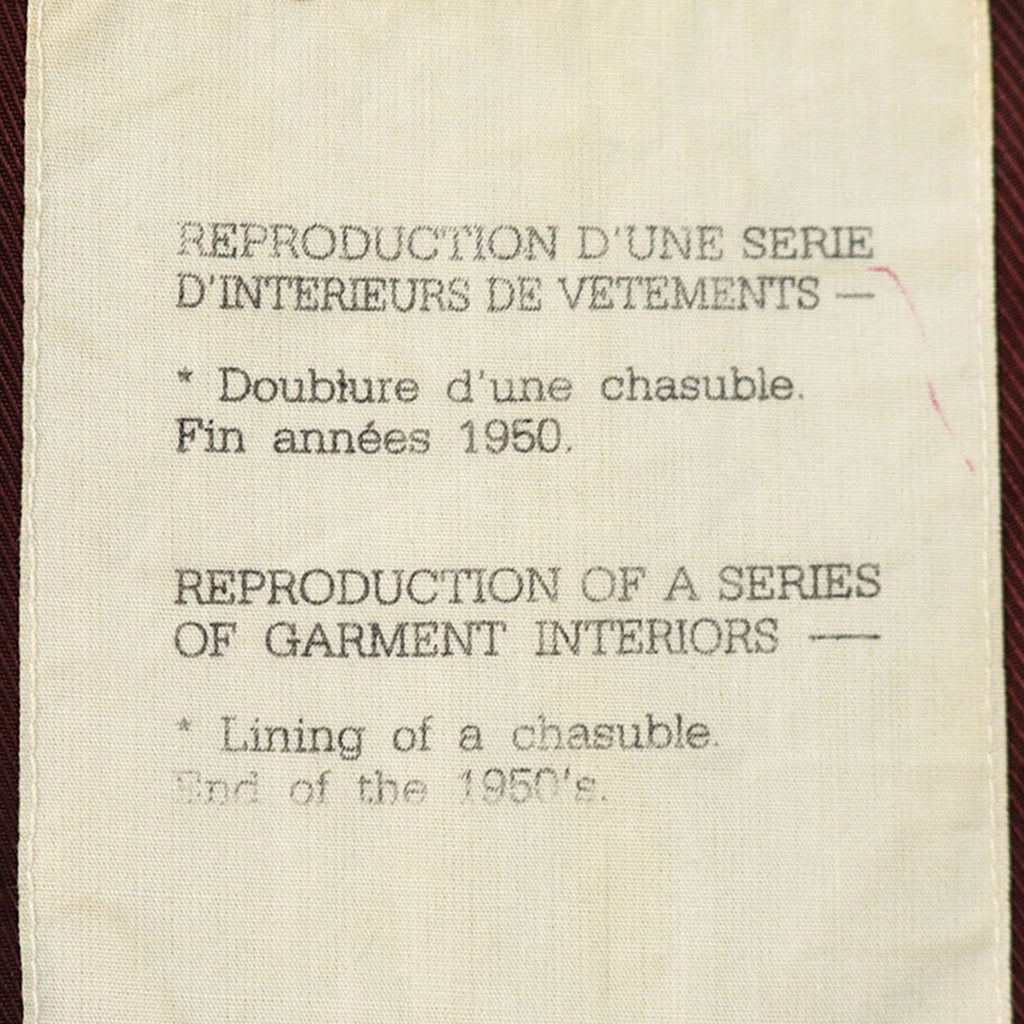 REPRODUCTION D'UNE SERIE
D'INTERIEURS DE VETEMENTS —
* Doublure d'une chasuble.
Fin années 1950.
REPRODUCTION OF A SERIES
OF GARMENT INTERIORS —
* Lining of a chasuble.
End of the 1950's.